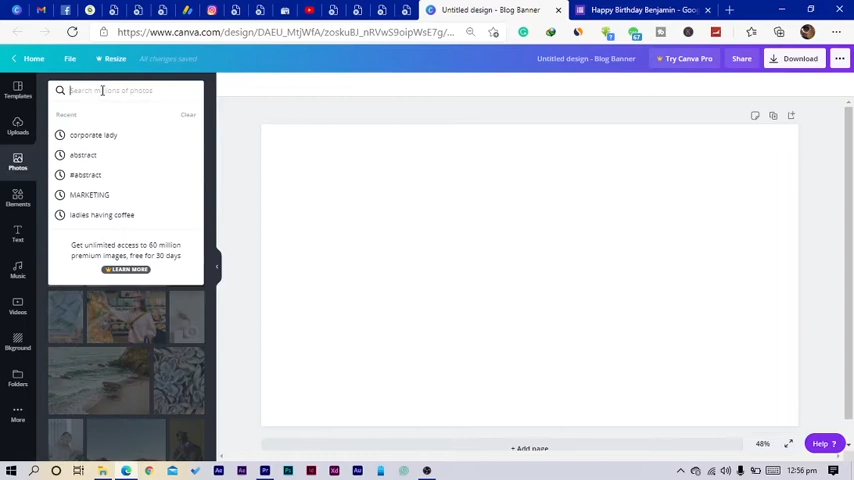 Untitled design - Blog Banner
Happy Birthday Benjamin - Goo
https://www.canva.com/design/DAEU_MtjWfA/zoskuBJ_nRVwS9oipWsE7g/...
Home
File
Resize
All changes saved
Untitled design - Blog Banner
Try Canva Pro
Share
Download
Templates
Uploads
Photos
Elements
Text
Music
Videos
Bkground
Folders
More
Search millions of photos
Recent
Clear
corporate lady
abstract
#abstract
MARKETING
ladies having coffee
Get unlimited access to 60 million
premium images, free for 30 days
LEARN MORE
+ Add page
48%
Help ?
12:56 pm